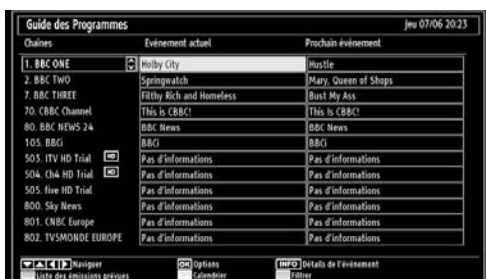 Guide des Programmes Jeu 07/06 20:23
Chaînes Evénement actuel Prochain événement
1. BBC ONE Holby City Hustle
2. BBC TWO Springwatch Mary, Queen of Shops
7. BBC THREE Filthy Rich and Homeless Bust My Ass
70. CBBC Channel This is CBBC! This Is CBBC!
80. BBC NEWS 24 BBC News BBC News
105. BBCi BBCi BBCi
503. ITV HD Trial HD Pas d'informations Pas d'informations
504. Ch4 HD Trial HD Pas d'informations Pas d'informations
505. five HD Trial Pas d'informations Pas d'informations
800. Sky News Pas d'informations Pas d'informations
801. CNBC Europe Pas d'informations Pas d'informations
802. TV5MONDE EUROPE Pas d'informations Pas d'informations
Naviguer OK Options INFO Détails de l'événement
Liste des émissions prévues Calendrier Filtrer